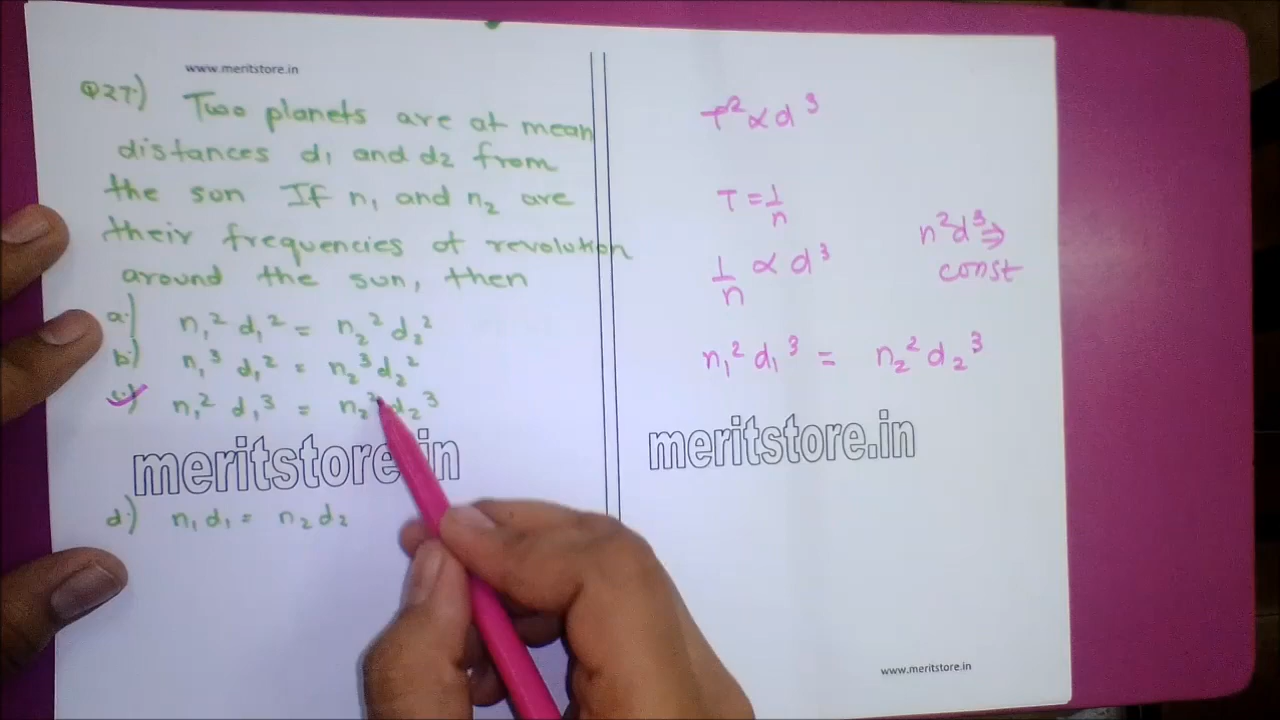 www.meritstore.in
Q27.) Two planets are at mean
distances d₁ and d₂ from
the sun If n₁ and n₂ are
their frequencies of revolution
around the sun, then
a.) n₁² d₁² = n₂² d₂²
b.) n₁³ d₁² = n₂³ d₂²
c.) n₁² d₁³ = n₂² d₂³
meritstore.in
d.) n₁ d₁ = n₂ d₂
T² ∝ d³
T = 1/n
1/n ∝ d³
n²d³ ⇒
const
n₁² d₁³ = n₂² d₂³
meritstore.in
www.meritstore.in